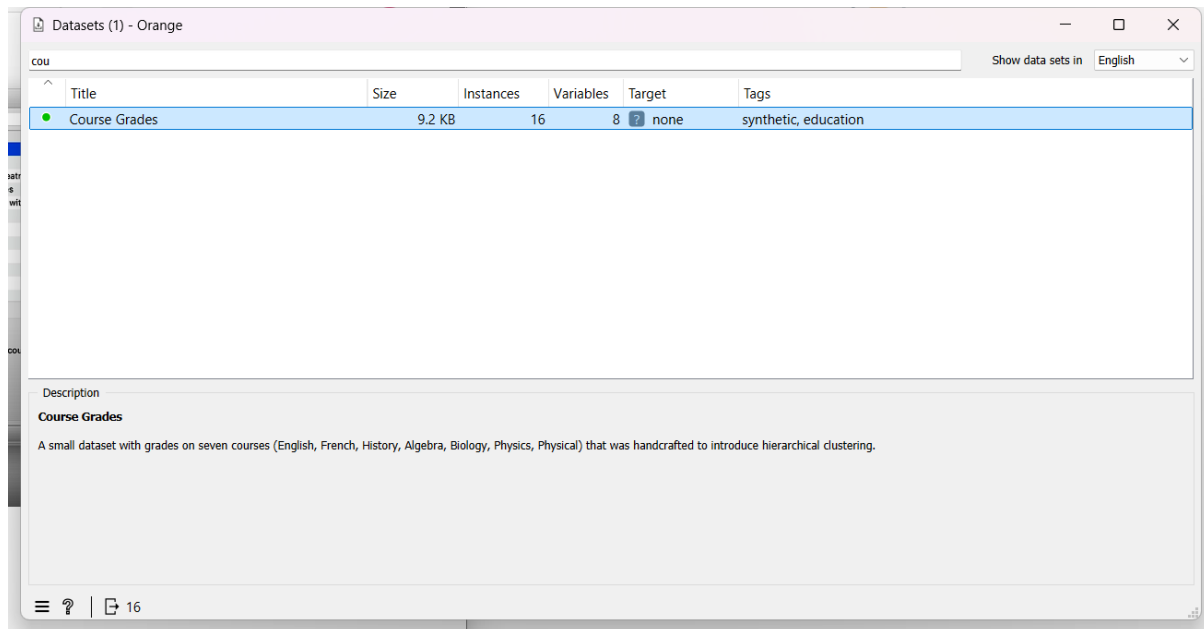 Datasets (1) - Orange
cou
Show data sets in English
Title Size Instances Variables Target Tags
Course Grades 9.2 KB 16 8 ? none synthetic, education
Description
Course Grades
A small dataset with grades on seven courses (English, French, History, Algebra, Biology, Physics, Physical) that was handcrafted to introduce hierarchical clustering.
? 16